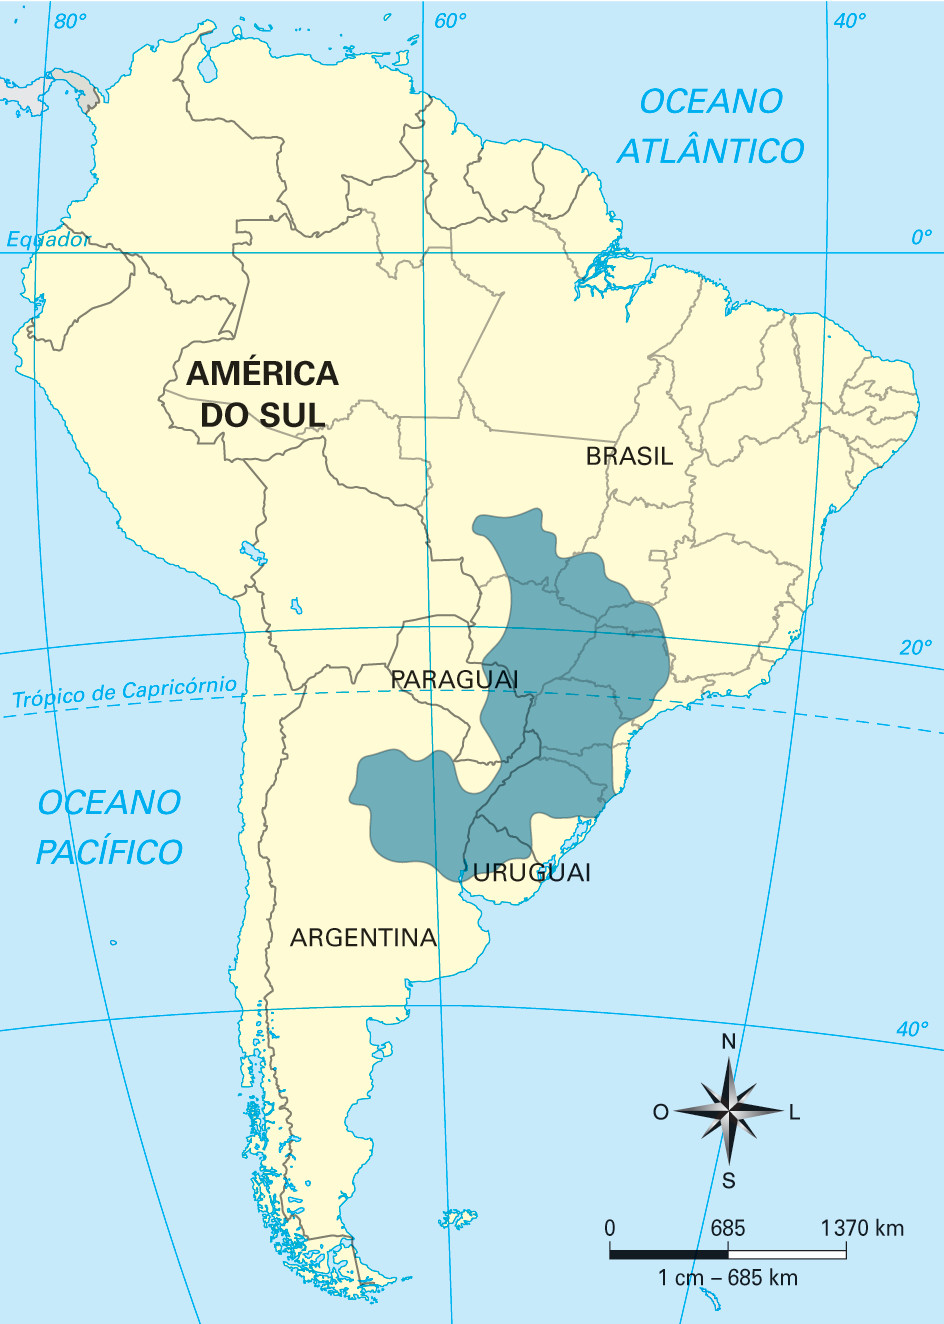 80°
60°
40°
OCEANO
ATLÂNTICO
Equador
0°
AMÉRICA
DO SUL
BRASIL
20°
PARAGUAI
Trópico de Capricórnio
OCEANO
PACÍFICO
URUGUAI
ARGENTINA
40°
N
O
L
S
0 685 1 370 km
1 cm – 685 km